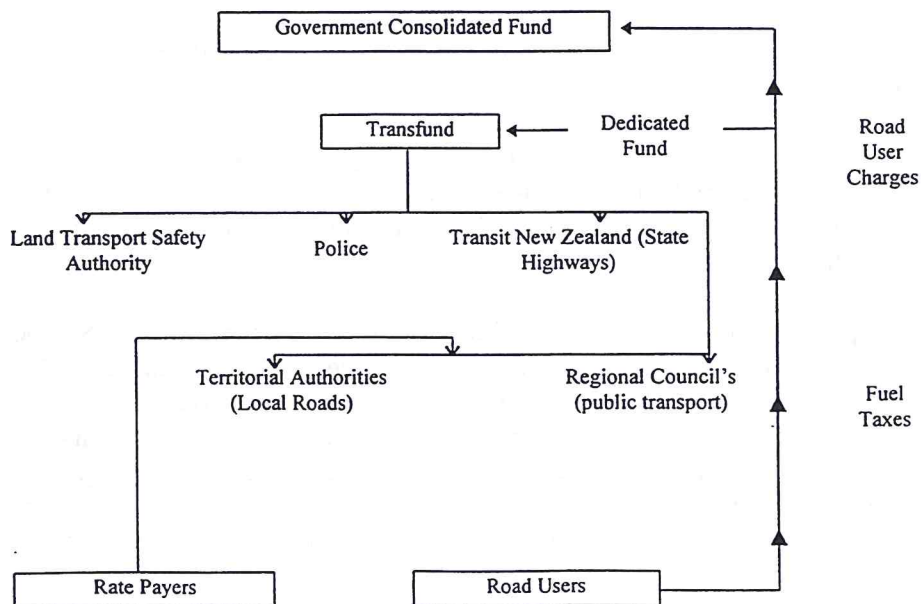 Government Consolidated Fund
Transfund
Dedicated
Fund
Road
User
Charges
Land Transport Safety
Authority
Police
Transit New Zealand (State
Highways)
Territorial Authorities
(Local Roads)
Regional Council's
(public transport)
Fuel
Taxes
Rate Payers
Road Users